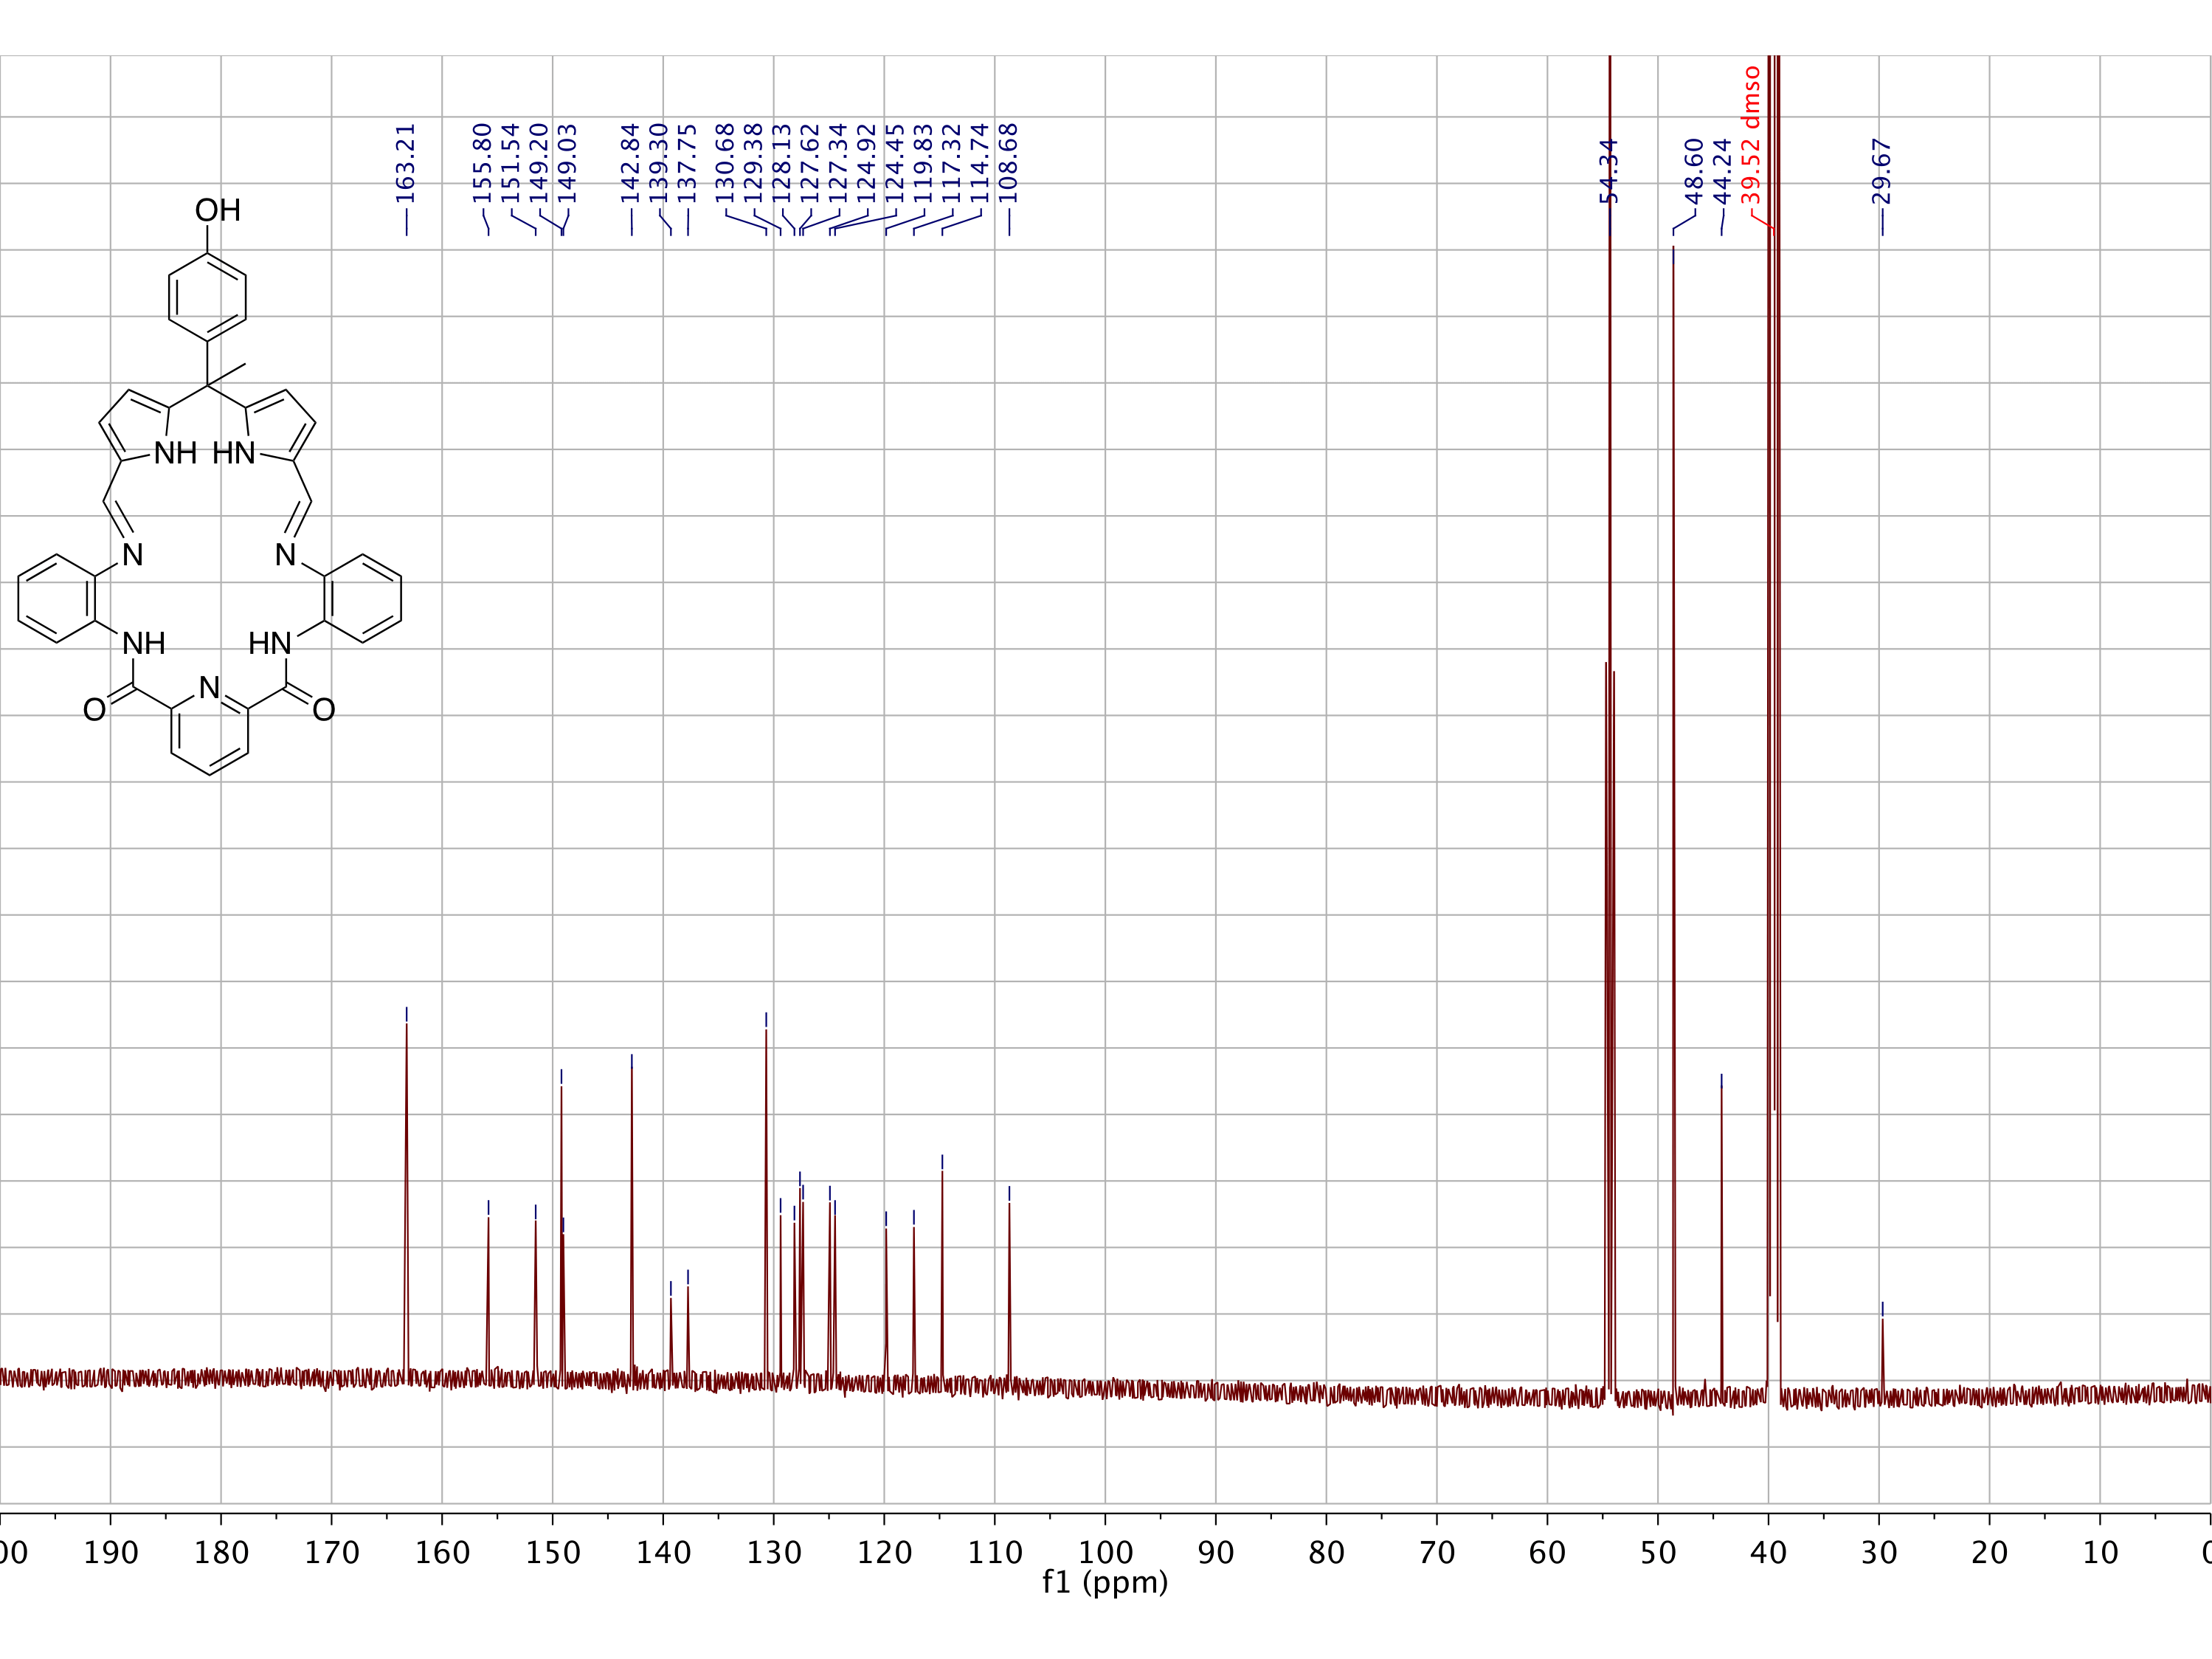 163.21
155.80
151.54
149.20
149.03
142.84
139.30
137.75
130.68
129.38
128.13
127.62
127.34
124.92
124.45
119.83
117.32
114.74
108.68
54.34
48.60
44.24
39.52 dmso
29.67
OH
NH HN
N N
NH HN
N
O O
00 190 180 170 160 150 140 130 120 110 100 90 80 70 60 50 40 30 20 10 0
f1 (ppm)